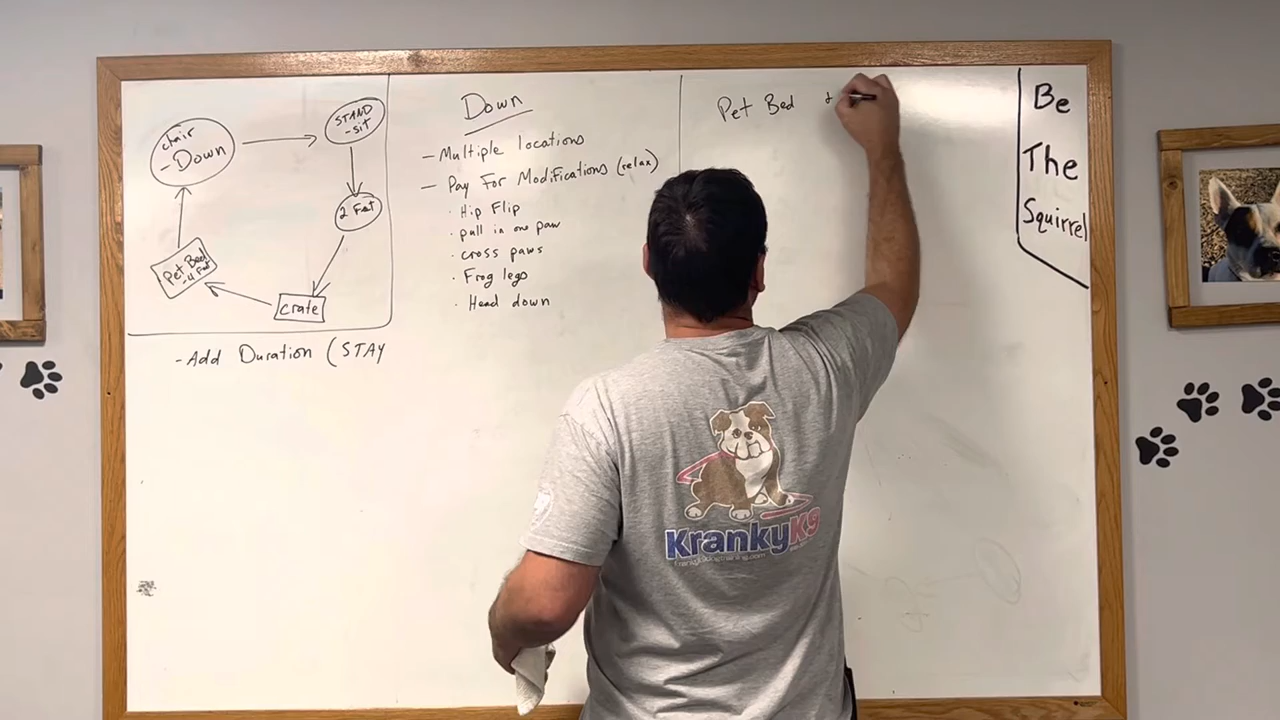 chair
-Down
STAND
-sit
2 Feet
crate
Pet Bed
-4 Feet
-Add Duration (STAY
Down
- Multiple locations
- Pay For Modifications (relax)
· Hip Flip
· pull in one paw
· cross paws
· Frog legs
· Head down
Pet Bed
Be
The
Squirrel
KrankyK9